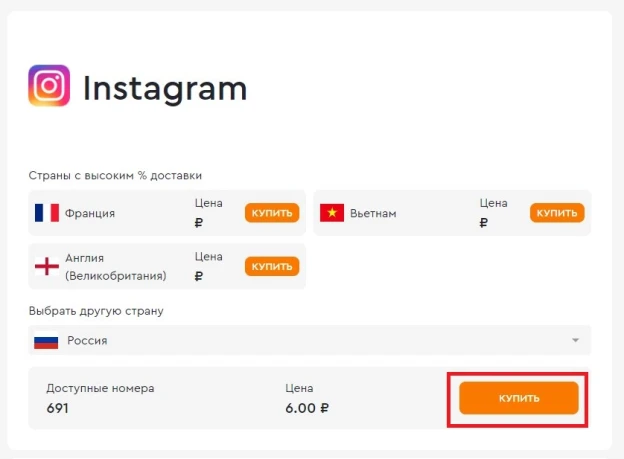 Instagram
Страны с высоким % доставки
Франция
Цена
₽
КУПИТЬ
Вьетнам
Цена
₽
КУПИТЬ
Англия
(Великобритания)
Цена
₽
КУПИТЬ
Выбрать другую страну
Россия
Доступные номера
691
Цена
6.00 ₽
КУПИТЬ